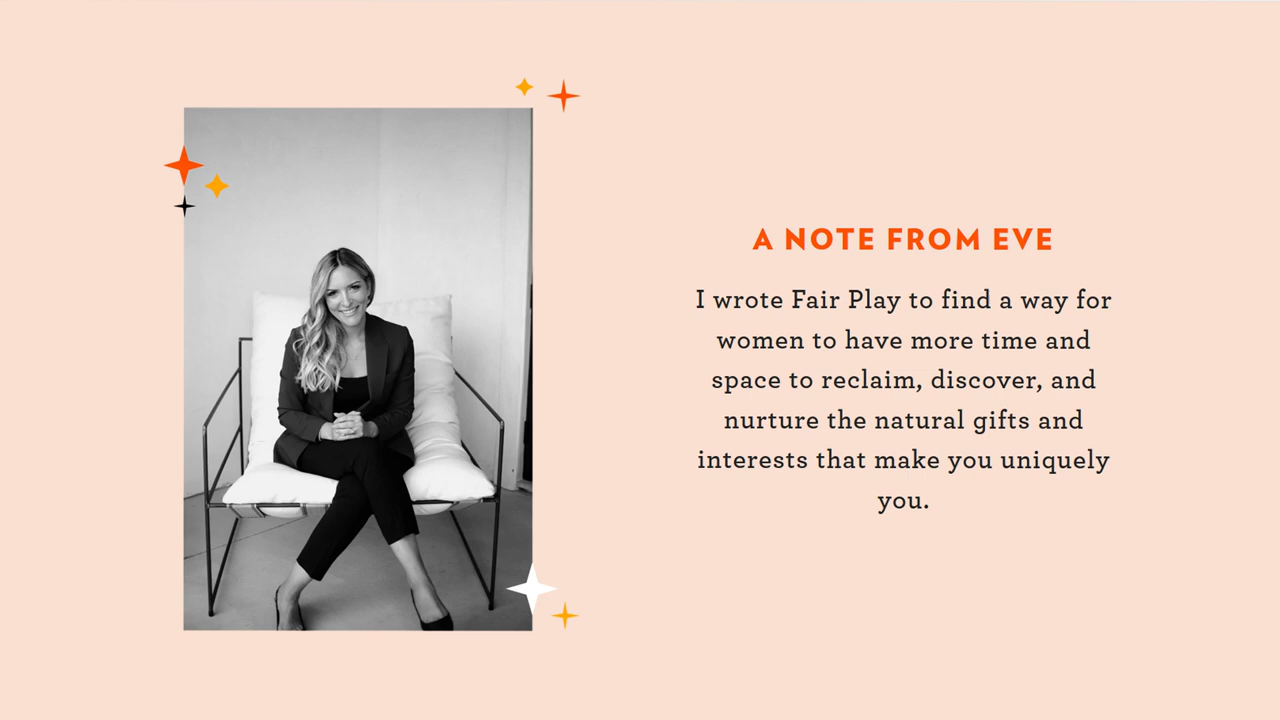 A NOTE FROM EVE
I wrote Fair Play to find a way for
women to have more time and
space to reclaim, discover, and
nurture the natural gifts and
interests that make you uniquely
you.